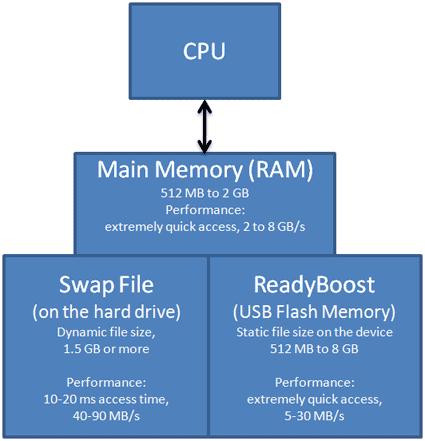 CPU
Main Memory (RAM)
512 MB to 2 GB
Performance:
extremely quick access, 2 to 8 GB/s
Swap File
(on the hard drive)
Dynamic file size,
1.5 GB or more
Performance:
10-20 ms access time,
40-90 MB/s
ReadyBoost
(USB Flash Memory)
Static file size on the device
512 MB to 8 GB
Performance:
extremely quick access,
5-30 MB/s